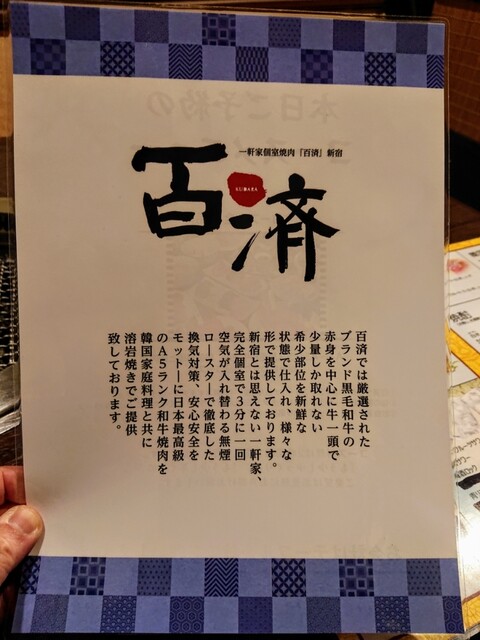 一軒家個室焼肉『百済』新宿
百済
KUDARA
百済では厳選された
ブランド黒毛和牛の
赤身を中心に牛一頭で
少量しか取れない
希少部位を新鮮な
状態で仕入れ、様々な
形で提供しております。
新宿とは思えない一軒家、
完全個室で3分に一回
空気が入れ替わる無煙
ロースターで徹底した
換気対策、安心安全を
モットーに日本最高級
のA5ランク和牛焼肉を
韓国家庭料理と共に
溶岩焼きでご提供
致しております。